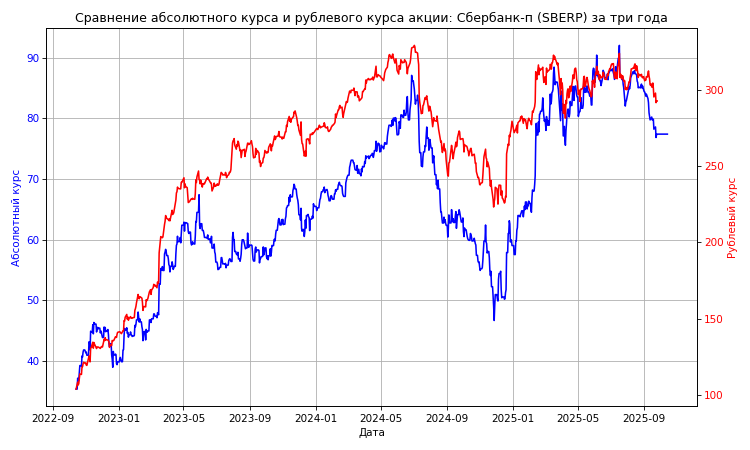 Сравнение абсолютного курса и рублевого курса акции: Сбербанк-п (SBERP) за три года
Абсолютный курс
90
80
70
60
50
40
300
250
200
150
100
Рублевый курс
2022-09 2023-01 2023-05 2023-09 2024-01 2024-05 2024-09 2025-01 2025-05 2025-09
Дата